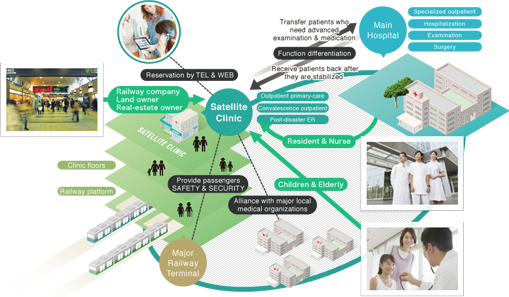 Transfer patients who
need advanced
examination & medication
Main
Hospital
Specialized outpatient
Hospitalization
Examination
Surgery
Function differentiation
Receive patients back after
they are stabilized
Reservation by TEL & WEB
Railway company
Land owner
Real-estate owner
Satellite
Clinic
Outpatient primary-care
Convalescence outpatient
Post-disaster ER
SATELLITE CLINIC
Resident & Nurse
Clinic floors
Railway platform
Provide passengers
SAFETY & SECURITY
Children & Elderly
Alliance with major local
medical organizations
Major
Railway
Terminal